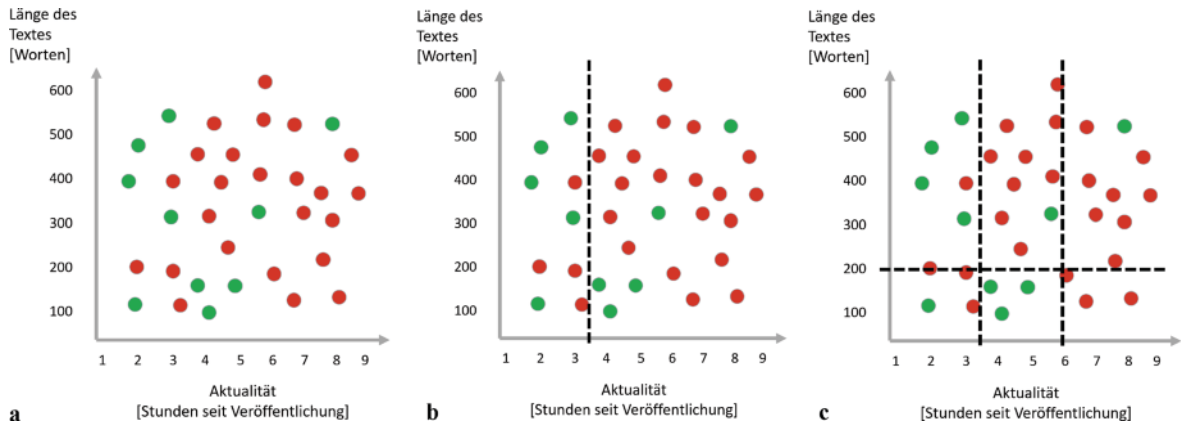 Länge des
Textes
[Worten]
600
500
400
300
200
100
1 2 3 4 5 6 7 8 9
Aktualität
[Stunden seit Veröffentlichung]
a
Länge des
Textes
[Worten]
600
500
400
300
200
100
1 2 3 4 5 6 7 8 9
Aktualität
[Stunden seit Veröffentlichung]
b
Länge des
Textes
[Worten]
600
500
400
300
200
100
1 2 3 4 5 6 7 8 9
Aktualität
[Stunden seit Veröffentlichung]
c